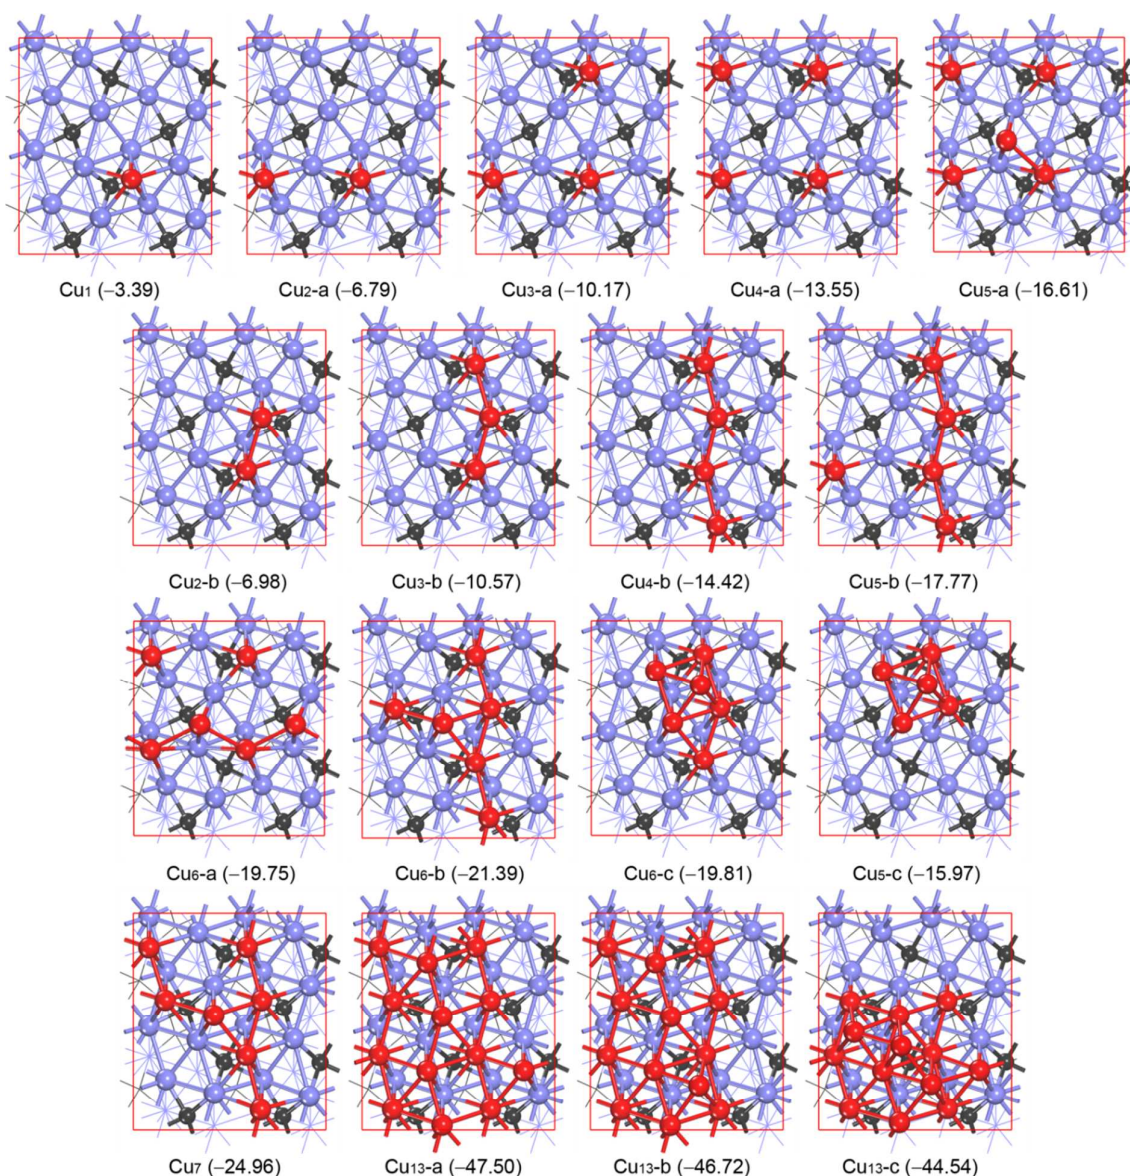 Cu₁ (−3.39) Cu₂-a (−6.79) Cu₃-a (−10.17) Cu₄-a (−13.55) Cu₅-a (−16.61)
Cu₂-b (−6.98) Cu₃-b (−10.57) Cu₄-b (−14.42) Cu₅-b (−17.77)
Cu₆-a (−19.75) Cu₆-b (−21.39) Cu₆-c (−19.81) Cu₅-c (−15.97)
Cu₇ (−24.96) Cu₁₃-a (−47.50) Cu₁₃-b (−46.72) Cu₁₃-c (−44.54)